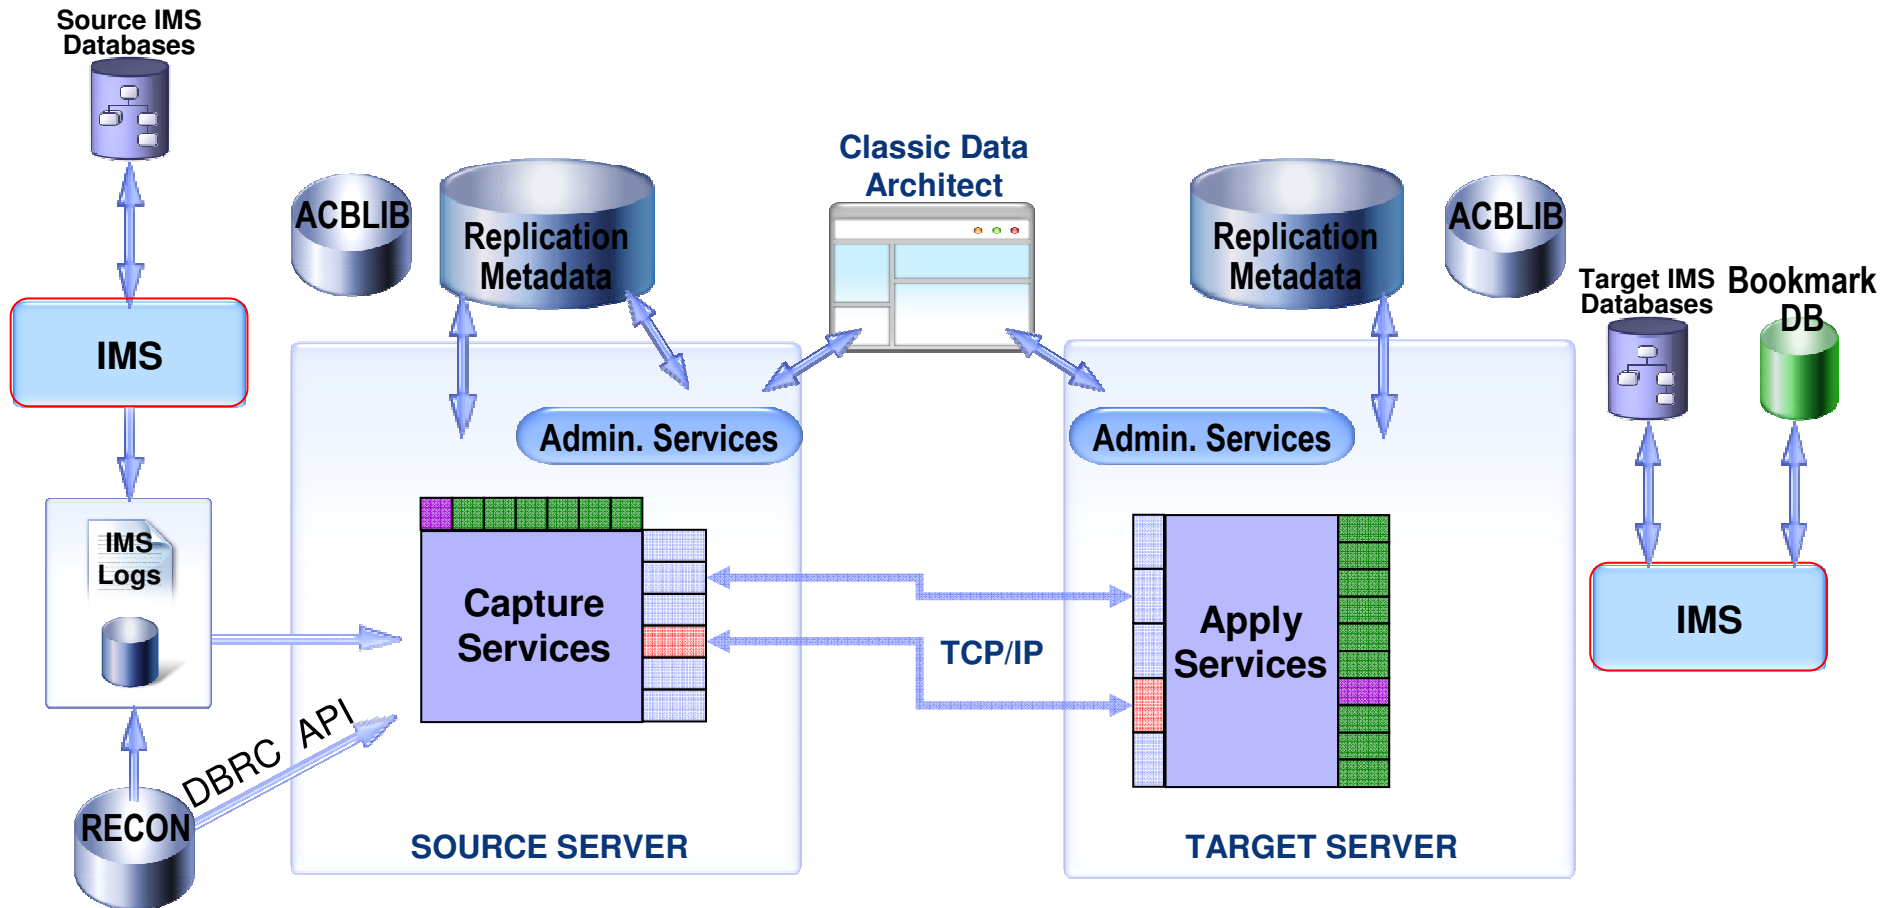 Source IMS
Databases
Classic Data
Architect
ACBLIB
Replication
Metadata
Replication
Metadata
ACBLIB
Target IMS
Databases
Bookmark
DB
IMS
Admin. Services
Admin. Services
IMS
Logs
Capture
Services
TCP/IP
Apply
Services
IMS
DBRC API
RECON
SOURCE SERVER
TARGET SERVER